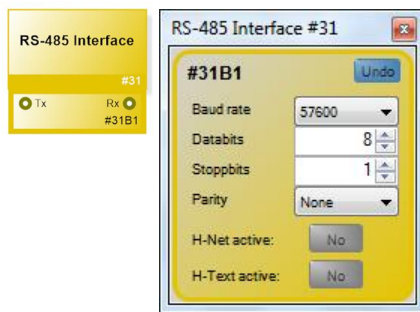 RS-485 Interface
#31
Tx Rx
#31B1
RS-485 Interface #31 x
#31B1 Undo
Baud rate 57600
Databits 8
Stoppbits 1
Parity None
H-Net active: No
H-Text active: No